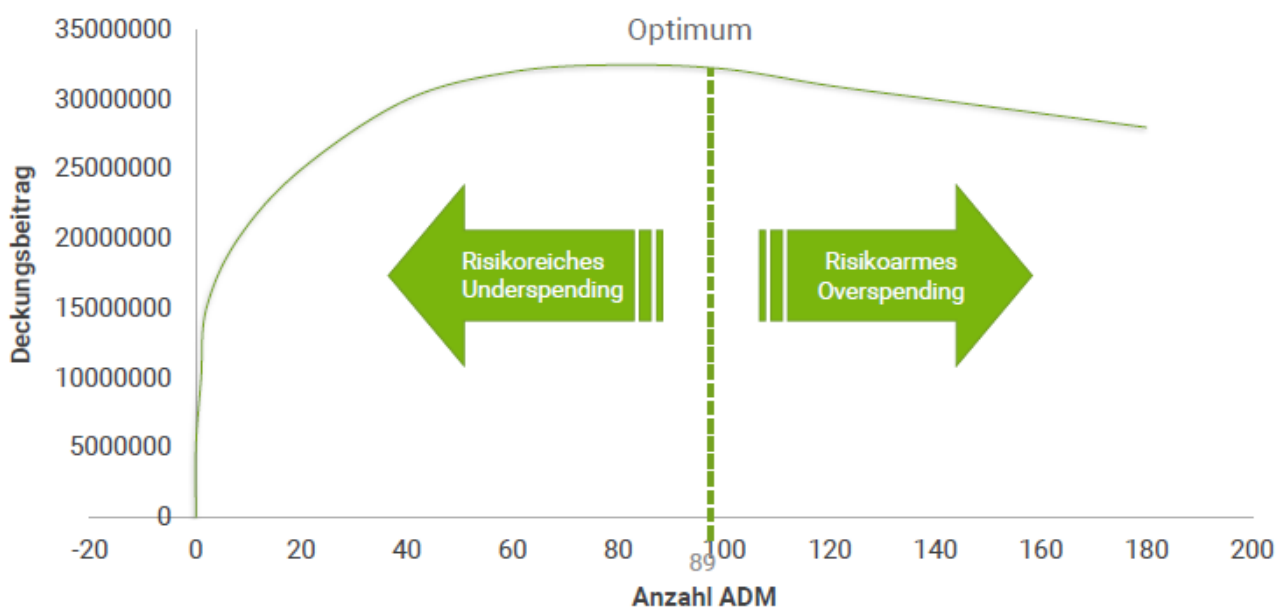 Optimum
35000000
30000000
25000000
20000000
15000000
10000000
5000000
0
Deckungsbeitrag
Risikoreiches
Underspending
Risikoarmes
Overspending
-20 0 20 40 60 80 100 120 140 160 180 200
89
Anzahl ADM